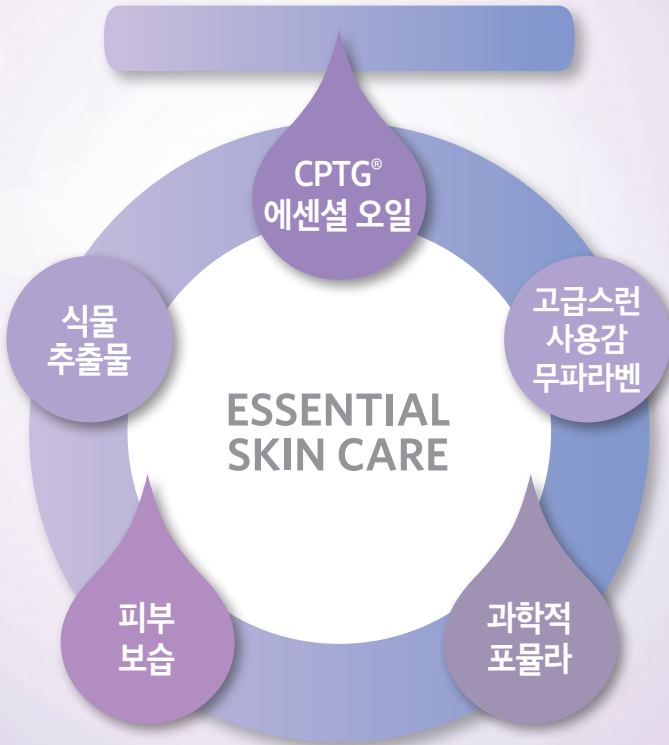 CPTG®
에센셜 오일
식물
추출물
고급스런
사용감
무파라벤
ESSENTIAL
SKIN CARE
피부
보습
과학적
포뮬라